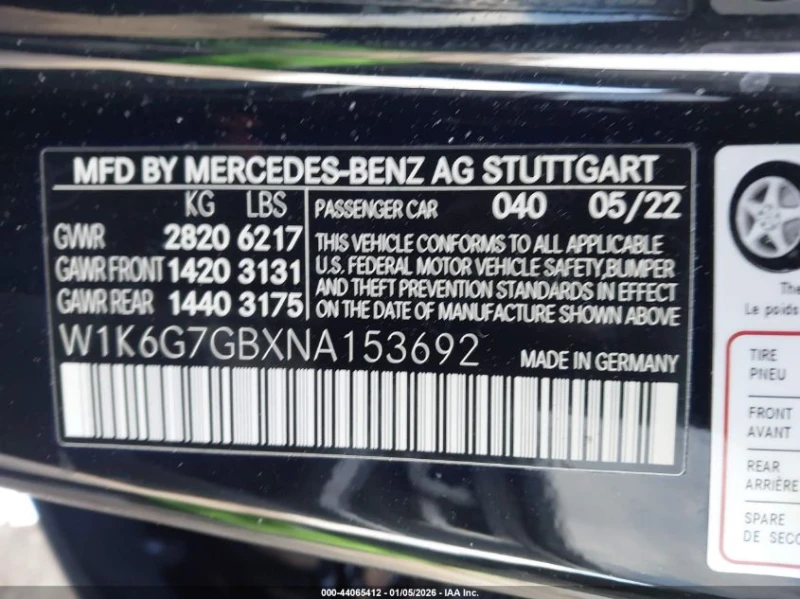 MFD BY MERCEDES-BENZ AG STUTTGART
KG LBS
GVWR 2820 6217
GAWR FRONT 1420 3131
GAWR REAR 1440 3175
PASSENGER CAR 040 05/22
THIS VEHICLE CONFORMS TO ALL APPLICABLE
U.S. FEDERAL MOTOR VEHICLE SAFETY,BUMPER
AND THEFT PREVENTION STANDARDS IN EFFECT
ON THE DATE OF MANUFACTURE SHOWN ABOVE.
W1K6G7GBXNA153692
MADE IN GERMANY
The
Le poids
TIRE
PNEU
FRONT
AVANT
REAR
ARRIÈRE
SPARE
DE SECO
000-44065412 - 01/05/2026 - IAA Inc.